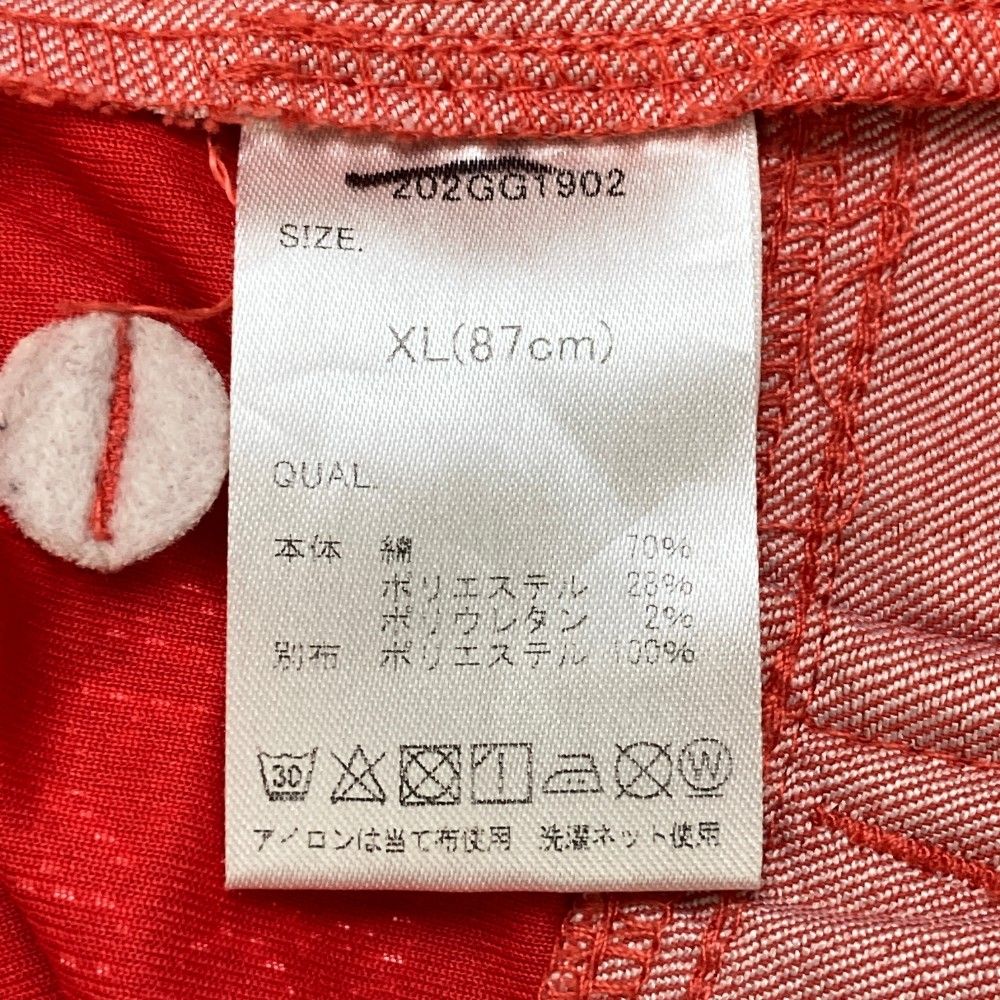 202GGT902
SIZE.
XL(87cm)
QUAL.
本体 綿 70%
ポリエステル 28%
ポリウレタン 2%
別布 ポリエステル 100%
30 W
アイロンは当て布使用 洗濯ネット使用